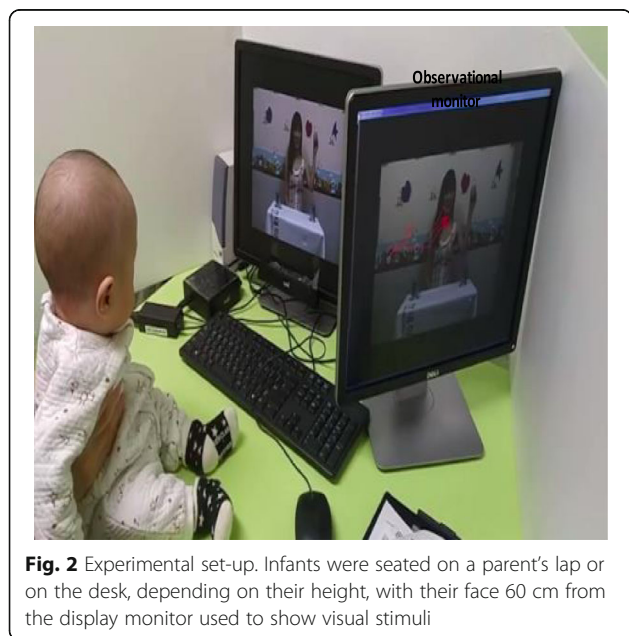 Observational
monitor
DELL
Fig. 2 Experimental set-up. Infants were seated on a parent's lap or
on the desk, depending on their height, with their face 60 cm from
the display monitor used to show visual stimuli